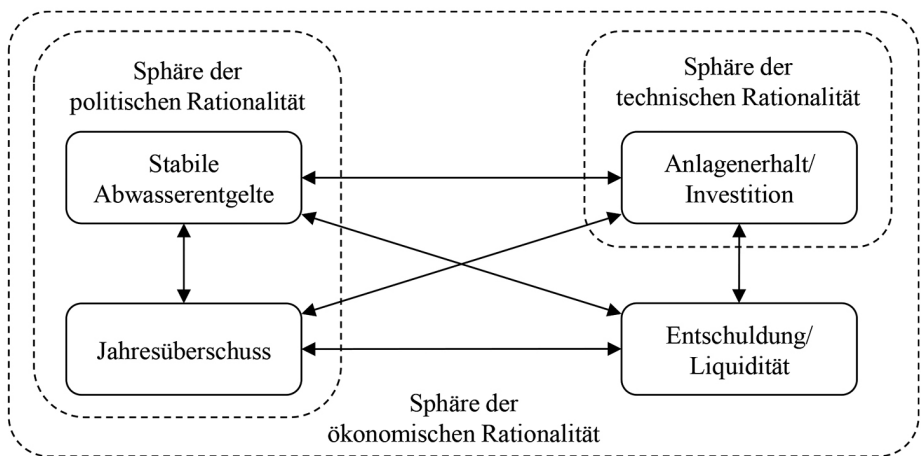 Sphäre der
politischen Rationalität
Sphäre der
technischen Rationalität
Stabile
Abwasserentgelte
Anlagenerhalt/
Investition
Jahresüberschuss
Entschuldung/
Liquidität
Sphäre der
ökonomischen Rationalität